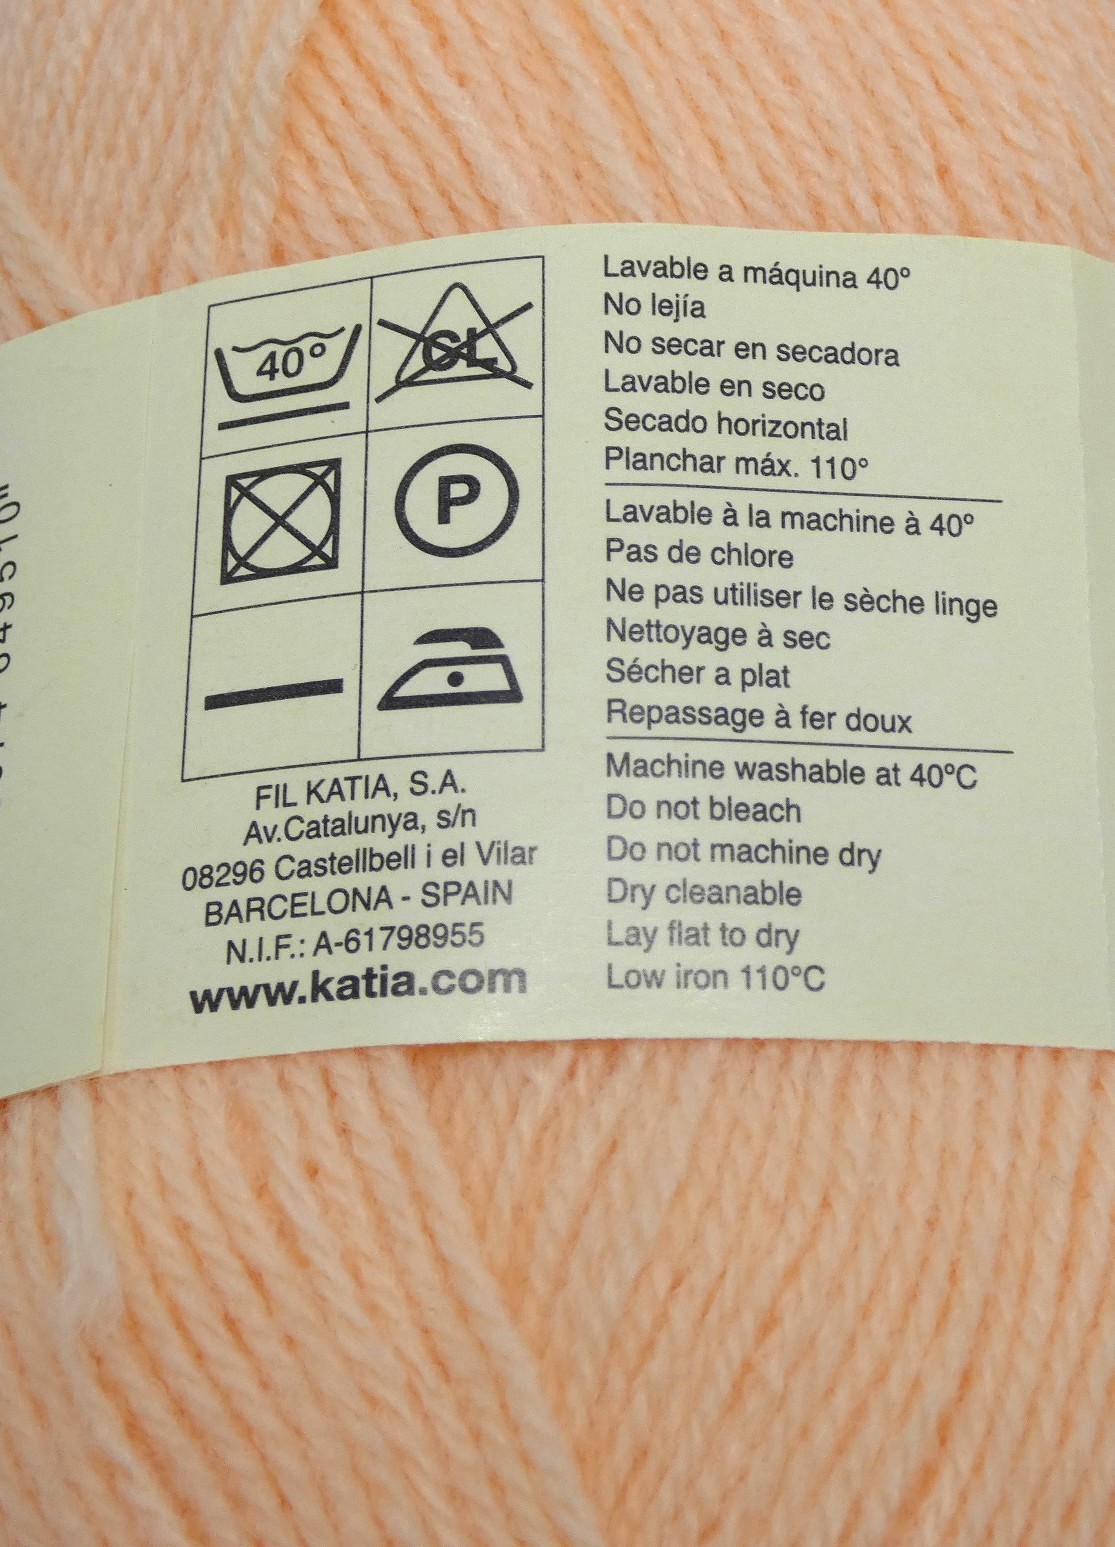 40°
CL
P
FIL KATIA, S.A.
Av.Catalunya, s/n
08296 Castellbell i el Vilar
BARCELONA - SPAIN
N.I.F.: A-61798955
www.katia.com
Lavable a máquina 40º
No lejía
No secar en secadora
Lavable en seco
Secado horizontal
Planchar máx. 110°
Lavable à la machine à 40º
Pas de chlore
Ne pas utiliser le sèche linge
Nettoyage à sec
Sécher a plat
Repassage à fer doux
Machine washable at 40ºC
Do not bleach
Do not machine dry
Dry cleanable
Lay flat to dry
Low iron 110°C